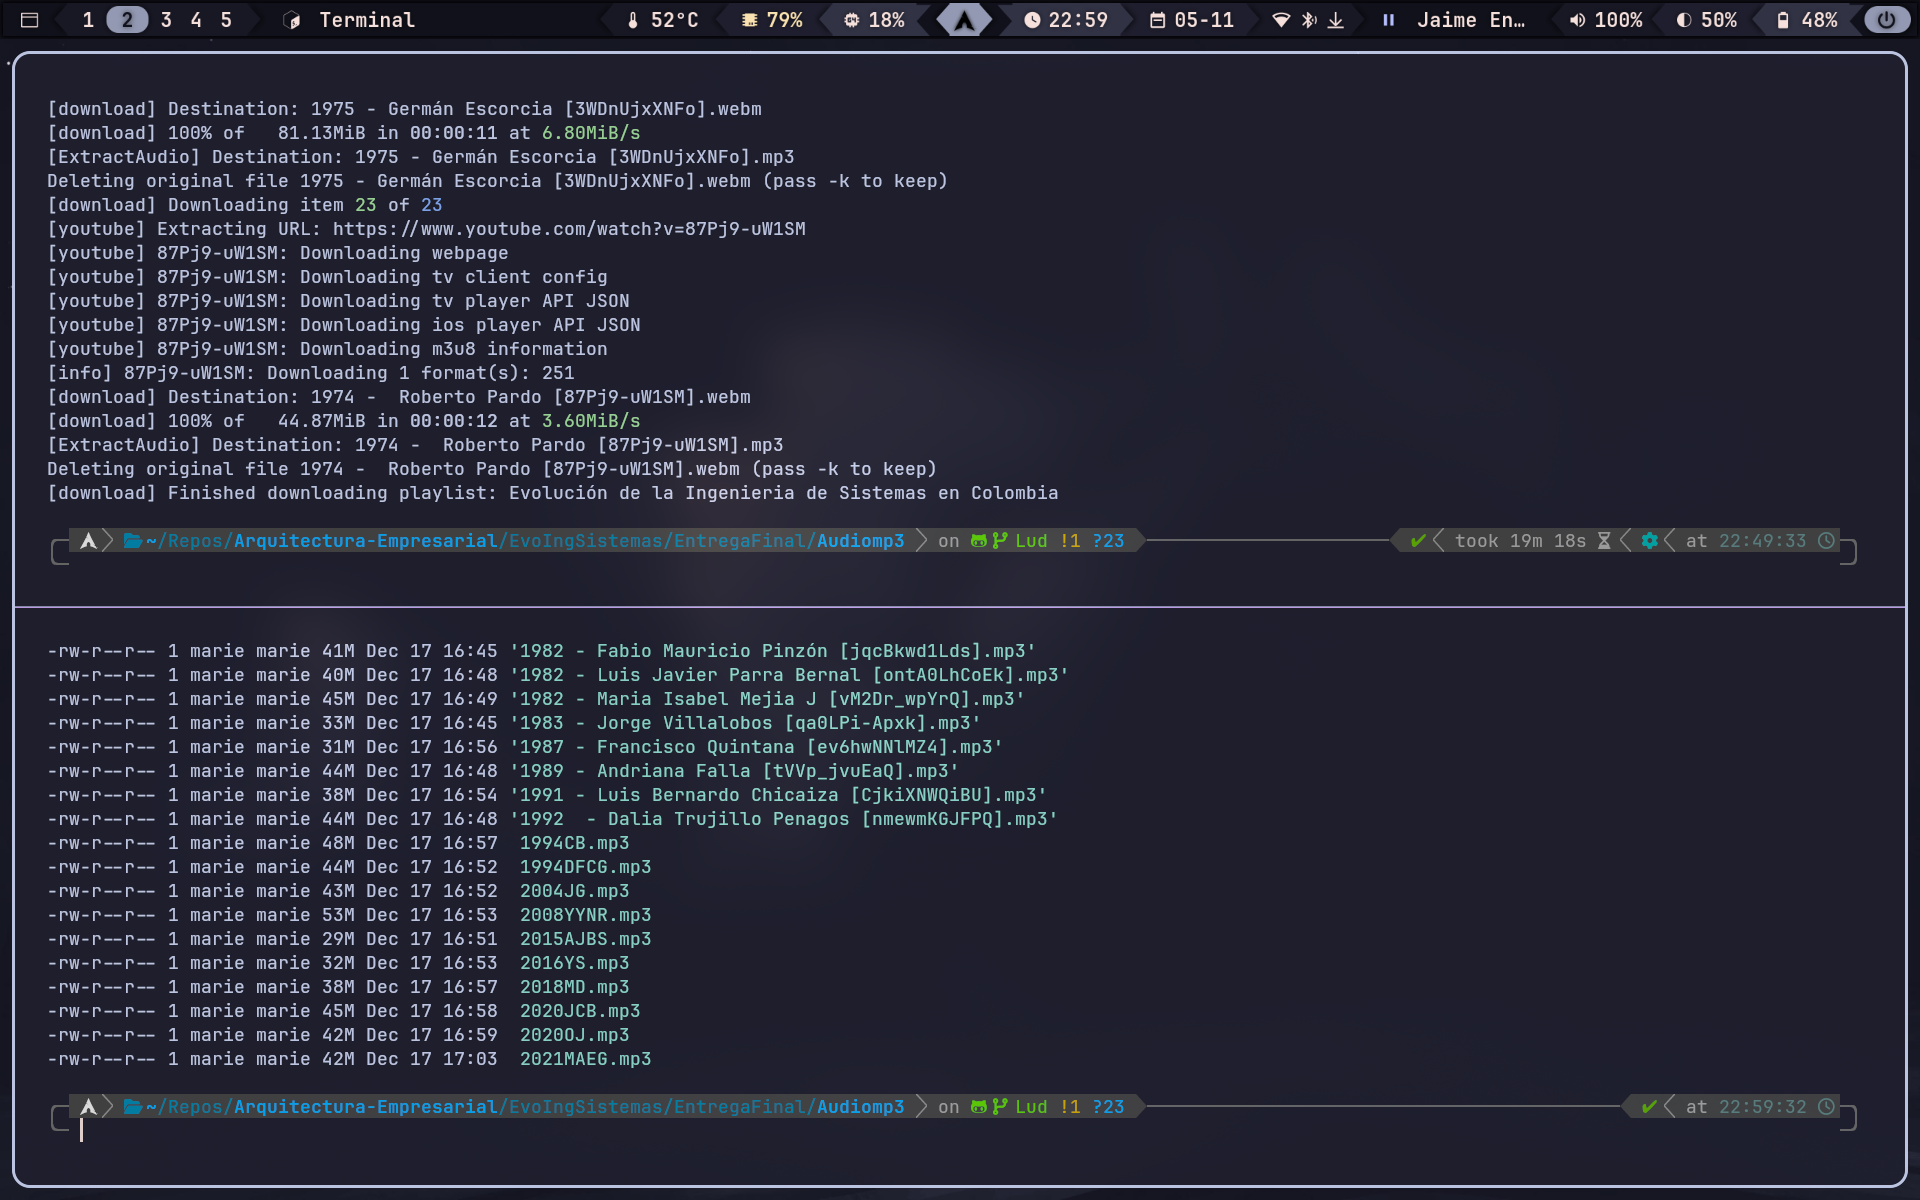 1 2 3 4 5 Terminal 52°C 79% 18% 22:59 05-11 Jaime En… 100% 50% 48%
[download] Destination: 1975 - Germán Escorcia [3WDnUjxXNFo].webm
[download] 100% of   81.13MiB in 00:00:11 at 6.80MiB/s
[ExtractAudio] Destination: 1975 - Germán Escorcia [3WDnUjxXNFo].mp3
Deleting original file 1975 - Germán Escorcia [3WDnUjxXNFo].webm (pass -k to keep)
[download] Downloading item 23 of 23
[youtube] Extracting URL: https://www.youtube.com/watch?v=87Pj9-uW1SM
[youtube] 87Pj9-uW1SM: Downloading webpage
[youtube] 87Pj9-uW1SM: Downloading tv client config
[youtube] 87Pj9-uW1SM: Downloading tv player API JSON
[youtube] 87Pj9-uW1SM: Downloading ios player API JSON
[youtube] 87Pj9-uW1SM: Downloading m3u8 information
[info] 87Pj9-uW1SM: Downloading 1 format(s): 251
[download] Destination: 1974 -  Roberto Pardo [87Pj9-uW1SM].webm
[download] 100% of   44.87MiB in 00:00:12 at 3.60MiB/s
[ExtractAudio] Destination: 1974 -  Roberto Pardo [87Pj9-uW1SM].mp3
Deleting original file 1974 -  Roberto Pardo [87Pj9-uW1SM].webm (pass -k to keep)
[download] Finished downloading playlist: Evolución de la Ingenieria de Sistemas en Colombia
~/Repos/Arquitectura-Empresarial/EvoIngSistemas/EntregaFinal/Audiomp3 on Lud !1 ?23 ✔ took 19m 18s at 22:49:33
-rw-r--r-- 1 marie marie 41M Dec 17 16:45 '1982 - Fabio Mauricio Pinzón [jqcBkwd1Lds].mp3'
-rw-r--r-- 1 marie marie 40M Dec 17 16:48 '1982 - Luis Javier Parra Bernal [ontA0LhCoEk].mp3'
-rw-r--r-- 1 marie marie 45M Dec 17 16:49 '1982 - Maria Isabel Mejia J [vM2Dr_wpYrQ].mp3'
-rw-r--r-- 1 marie marie 33M Dec 17 16:45 '1983 - Jorge Villalobos [qa0LPi-Apxk].mp3'
-rw-r--r-- 1 marie marie 31M Dec 17 16:56 '1987 - Francisco Quintana [ev6hwNNlMZ4].mp3'
-rw-r--r-- 1 marie marie 44M Dec 17 16:48 '1989 - Andriana Falla [tVVp_jvuEaQ].mp3'
-rw-r--r-- 1 marie marie 38M Dec 17 16:54 '1991 - Luis Bernardo Chicaiza [CjkiXNWQiBU].mp3'
-rw-r--r-- 1 marie marie 44M Dec 17 16:48 '1992  - Dalia Trujillo Penagos [nmewmKGJFPQ].mp3'
-rw-r--r-- 1 marie marie 48M Dec 17 16:57  1994CB.mp3
-rw-r--r-- 1 marie marie 44M Dec 17 16:52  1994DFCG.mp3
-rw-r--r-- 1 marie marie 43M Dec 17 16:52  2004JG.mp3
-rw-r--r-- 1 marie marie 53M Dec 17 16:53  2008YYNR.mp3
-rw-r--r-- 1 marie marie 29M Dec 17 16:51  2015AJBS.mp3
-rw-r--r-- 1 marie marie 32M Dec 17 16:53  2016YS.mp3
-rw-r--r-- 1 marie marie 38M Dec 17 16:57  2018MD.mp3
-rw-r--r-- 1 marie marie 45M Dec 17 16:58  2020JCB.mp3
-rw-r--r-- 1 marie marie 42M Dec 17 16:59  2020OJ.mp3
-rw-r--r-- 1 marie marie 42M Dec 17 17:03  2021MAEG.mp3
~/Repos/Arquitectura-Empresarial/EvoIngSistemas/EntregaFinal/Audiomp3 on Lud !1 ?23 ✔ at 22:59:32